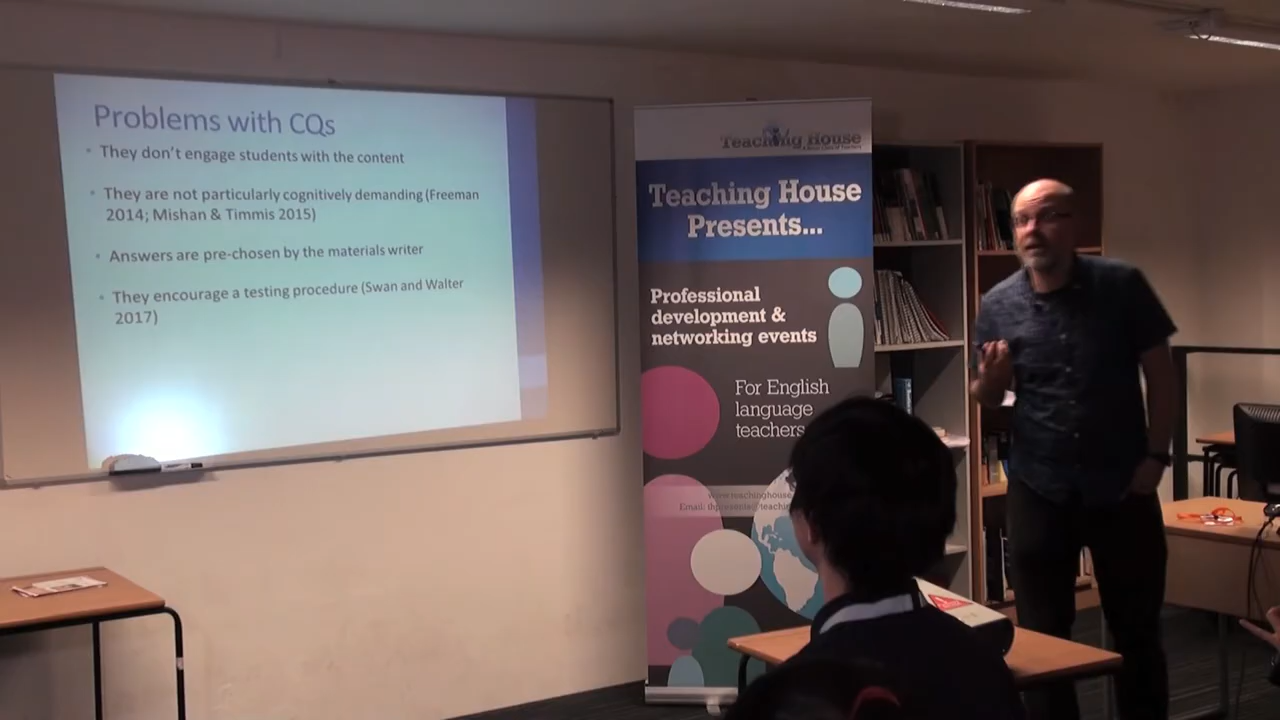 Problems with CQs
• They don't engage students with the content
• They are not particularly cognitively demanding (Freeman
2014; Mishan & Timmis 2015)
• Answers are pre-chosen by the materials writer
• They encourage a testing procedure (Swan and Walter
2017)
Teaching House
Teaching House
Presents...
Professional
development &
networking events
For English
language
teachers
www.teachinghouse
Email: